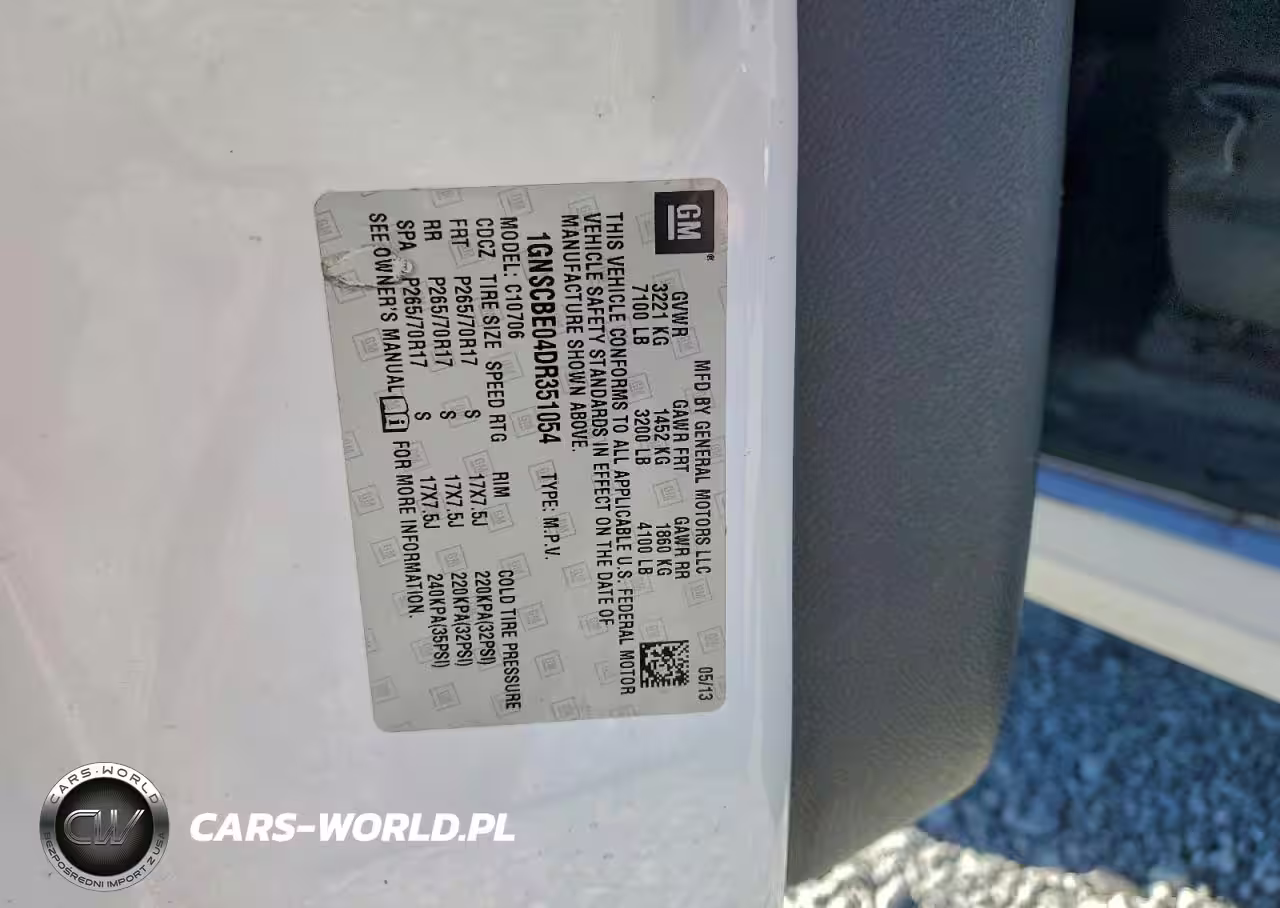 GM®
MFD BY GENERAL MOTORS LLC 05/13
GVWR GAWR FRT GAWR RR
3221 KG 1452 KG 1860 KG
7100 LB 3200 LB 4100 LB
THIS VEHICLE CONFORMS TO ALL APPLICABLE U.S. FEDERAL MOTOR
VEHICLE SAFETY STANDARDS IN EFFECT ON THE DATE OF
MANUFACTURE SHOWN ABOVE.
1GNSCBE04DR351054 TYPE: M.P.V.
MODEL: C10706
CDCZ TIRE SIZE SPEED RTG RIM COLD TIRE PRESSURE
FRT P265/70R17 S 17X7.5J 220KPA(32PSI)
RR P265/70R17 S 17X7.5J 220KPA(32PSI)
SPA P265/70R17 S 17X7.5J 240KPA(35PSI)
SEE OWNER'S MANUAL i FOR MORE INFORMATION.
CARS-WORLD
CW
BEZPOŚREDNI IMPORT Z USA
CARS-WORLD.PL